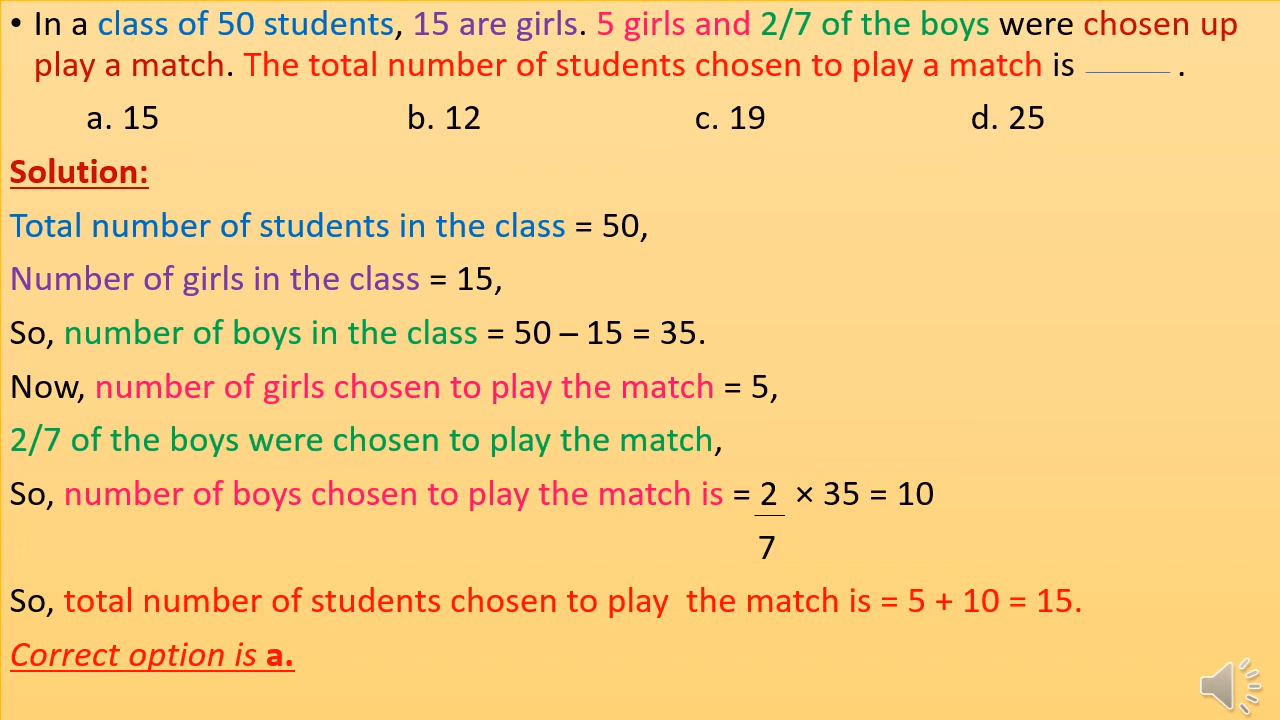 • In a class of 50 students, 15 are girls. 5 girls and 2/7 of the boys were chosen up
play a match. The total number of students chosen to play a match is ______ .
a. 15 b. 12 c. 19 d. 25
Solution:
Total number of students in the class = 50,
Number of girls in the class = 15,
So, number of boys in the class = 50 – 15 = 35.
Now, number of girls chosen to play the match = 5,
2/7 of the boys were chosen to play the match,
So, number of boys chosen to play the match is = 2 × 35 = 10
7
So, total number of students chosen to play  the match is = 5 + 10 = 15.
Correct option is a.